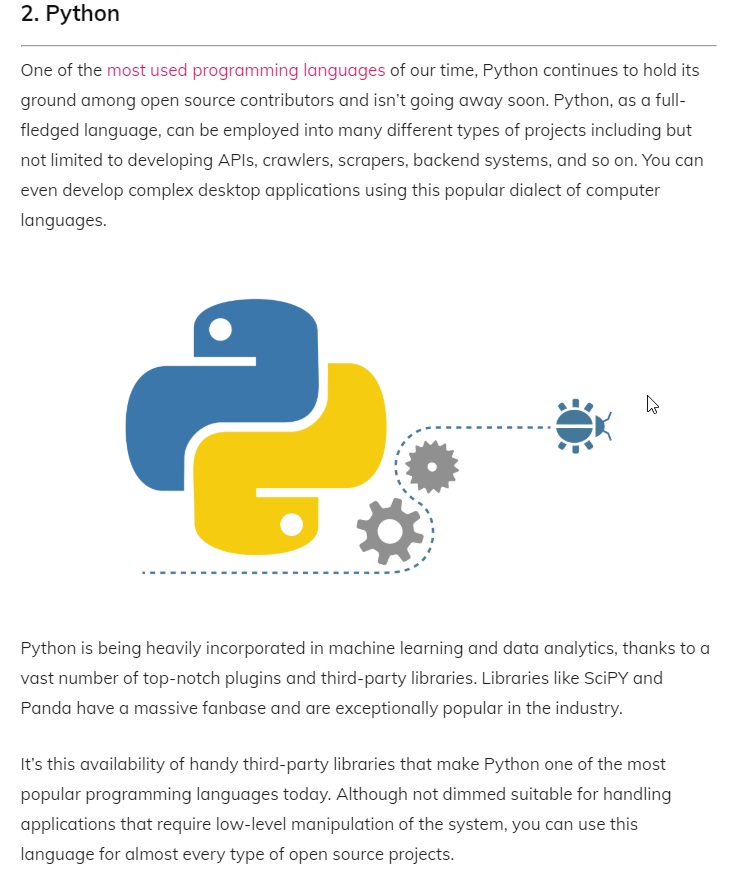 2. Python
One of the most used programming languages of our time, Python continues to hold its
ground among open source contributors and isn't going away soon. Python, as a full-
fledged language, can be employed into many different types of projects including but
not limited to developing APIs, crawlers, scrapers, backend systems, and so on. You can
even develop complex desktop applications using this popular dialect of computer
languages.
Python is being heavily incorporated in machine learning and data analytics, thanks to a
vast number of top-notch plugins and third-party libraries. Libraries like SciPY and
Panda have a massive fanbase and are exceptionally popular in the industry.
It's this availability of handy third-party libraries that make Python one of the most
popular programming languages today. Although not dimmed suitable for handling
applications that require low-level manipulation of the system, you can use this
language for almost every type of open source projects.